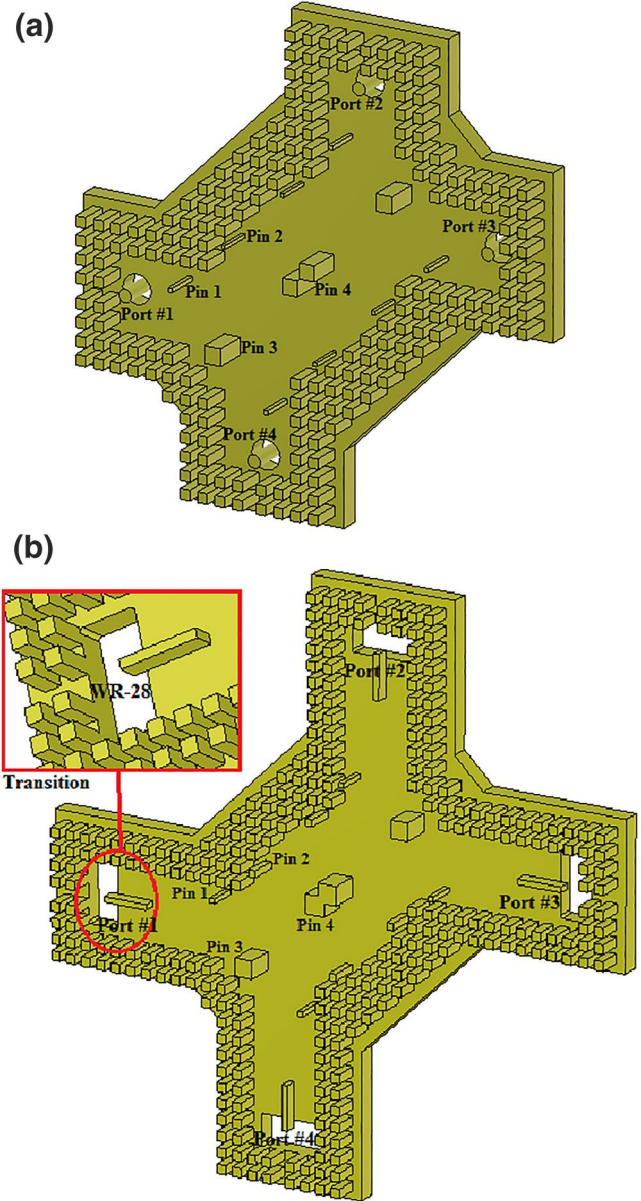 (a)
Port #2
Port #3
Pin 2
Pin 1
Pin 4
Port #1
Pin 3
Port #4
(b)
WR-28
Transition
Port #2
Pin 2
Pin 1
Port #3
Port #1
Pin 4
Pin 3
Port #4